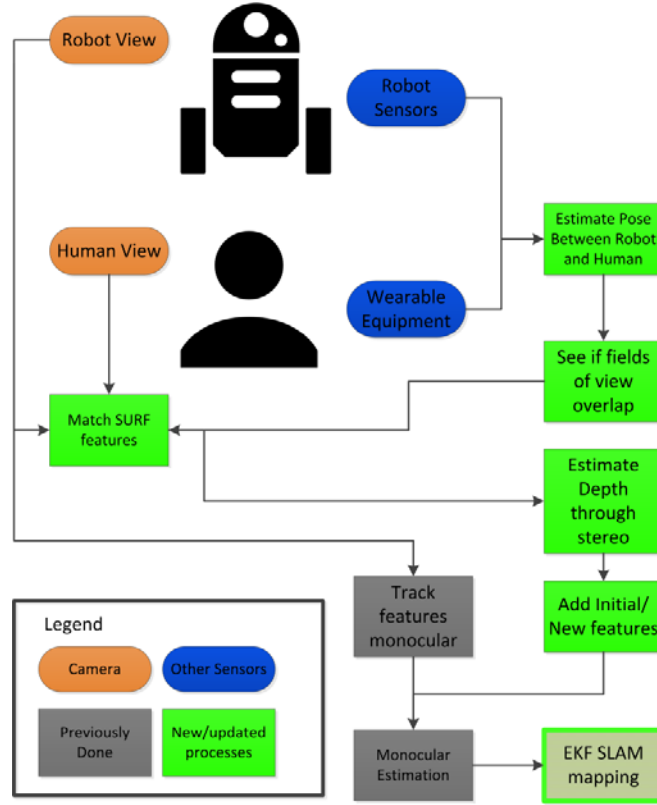 Robot View
Robot
Sensors
Human View
Wearable
Equipment
Estimate Pose
Between Robot
and Human
See if fields
of view
overlap
Match SURF
features
Estimate
Depth
through
stereo
Track
features
monocular
Add Initial/
New features
Legend
Camera
Other Sensors
Previously
Done
New/updated
processes
Monocular
Estimation
EKF SLAM
mapping